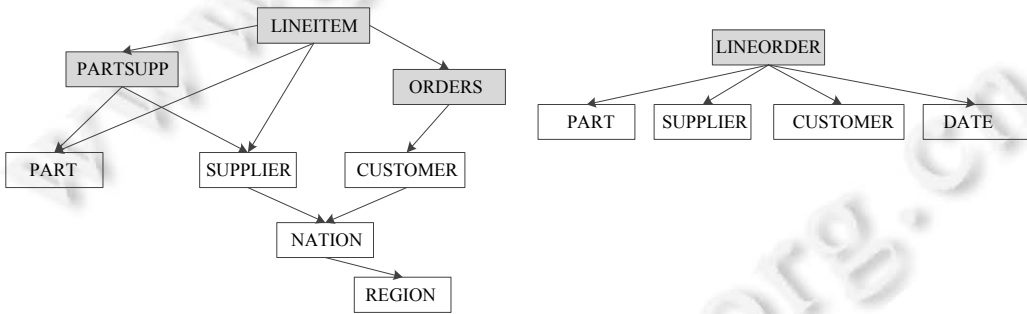 LINEITEM
PARTSUPP
ORDERS
PART
SUPPLIER
CUSTOMER
NATION
REGION
LINEORDER
PART
SUPPLIER
CUSTOMER
DATE